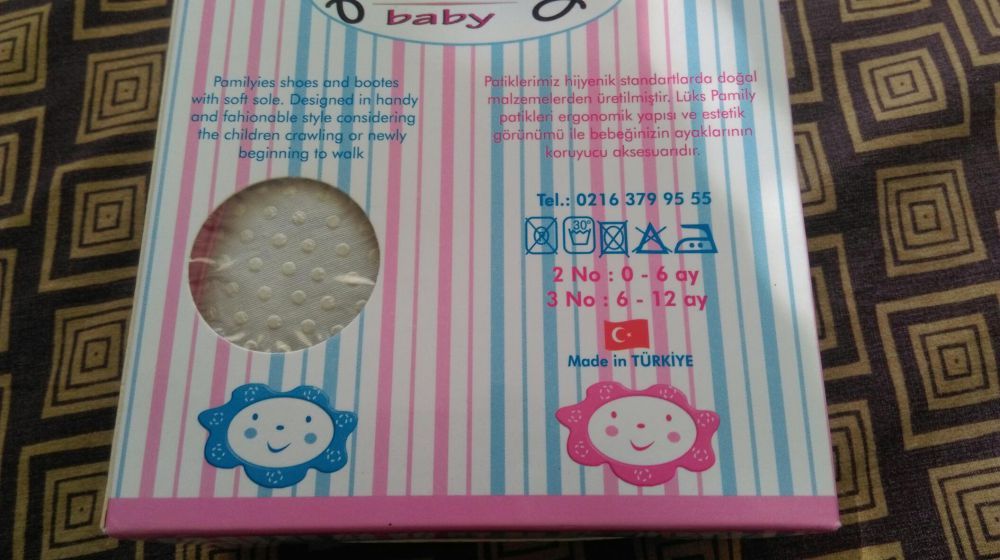 baby
Pamilyies shoes and bootes
with soft sole. Designed in handy
and fahionable style considering
the children crawling or newly
beginning to walk
Patiklerimiz hijyenik standartlarda doğal
malzemelerden üretilmiştir. Lüks Pamily
patikleri ergonomik yapısı ve estetik
görünümü ile bebeğinizin ayaklarının
koruyucu aksesuarıdır.
Tel.: 0216 379 95 55
30°
2 No : 0 - 6 ay
3 No : 6 - 12 ay
Made in TÜRKİYE